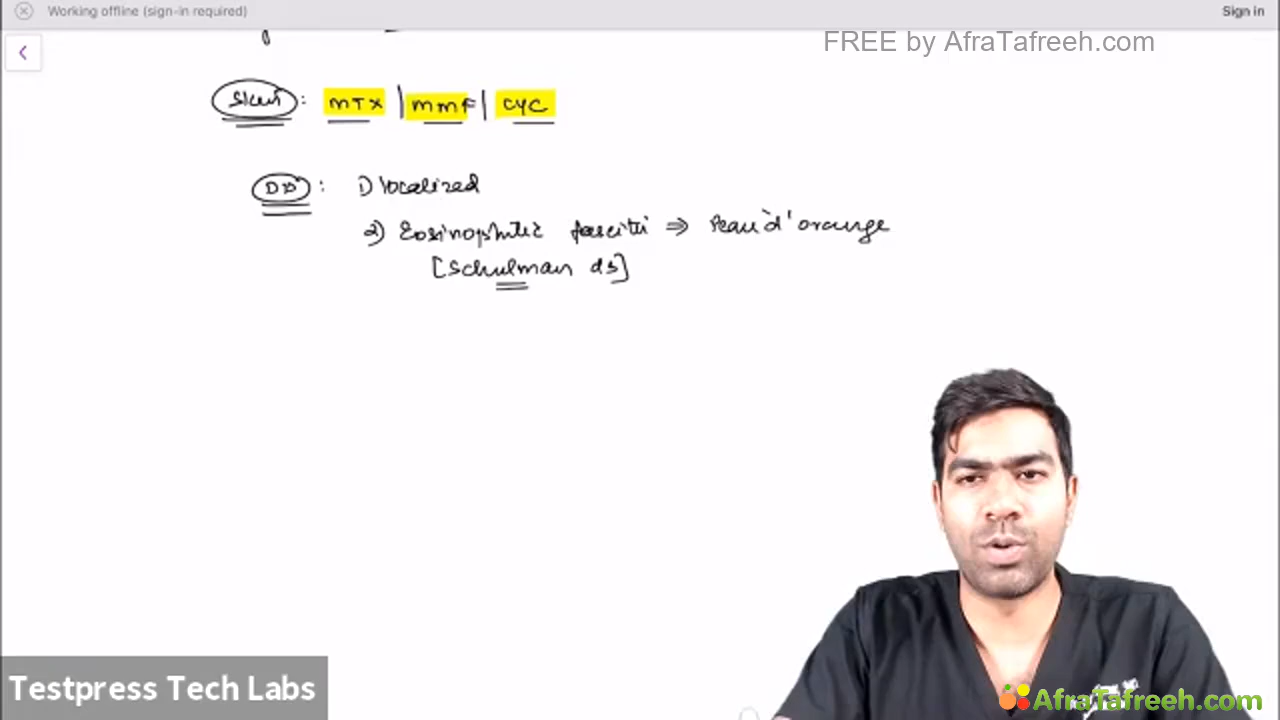 Working offline (sign-in required)
Sign in
FREE by AfraTafreeh.com
Skin : MTX | MMF | CYC
DD : 1) localized
2) Eosinophilic fasciitis ⇒ Peau d'orange
[Schulman ds]
Testpress Tech Labs
AfraTafreeh.com